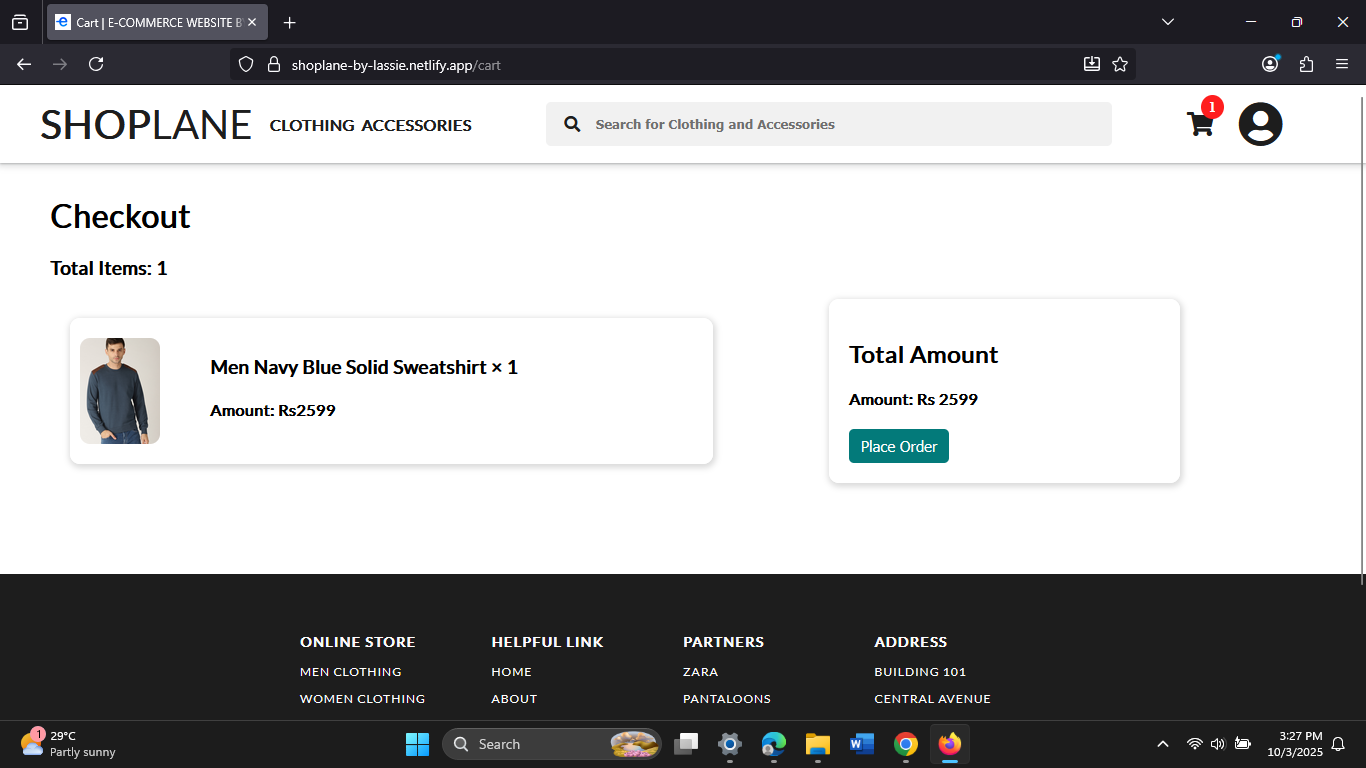 Cart | E-COMMERCE WEBSITE B
shoplane-by-lassie.netlify.app/cart
SHOPLANE CLOTHING ACCESSORIES Search for Clothing and Accessories 1
Checkout
Total Items: 1
Men Navy Blue Solid Sweatshirt × 1
Amount: Rs2599
Total Amount
Amount: Rs 2599
Place Order
ONLINE STORE
MEN CLOTHING
WOMEN CLOTHING
HELPFUL LINK
HOME
ABOUT
PARTNERS
ZARA
PANTALOONS
ADDRESS
BUILDING 101
CENTRAL AVENUE
1
29°C
Partly sunny
Search
3:27 PM
10/3/2025